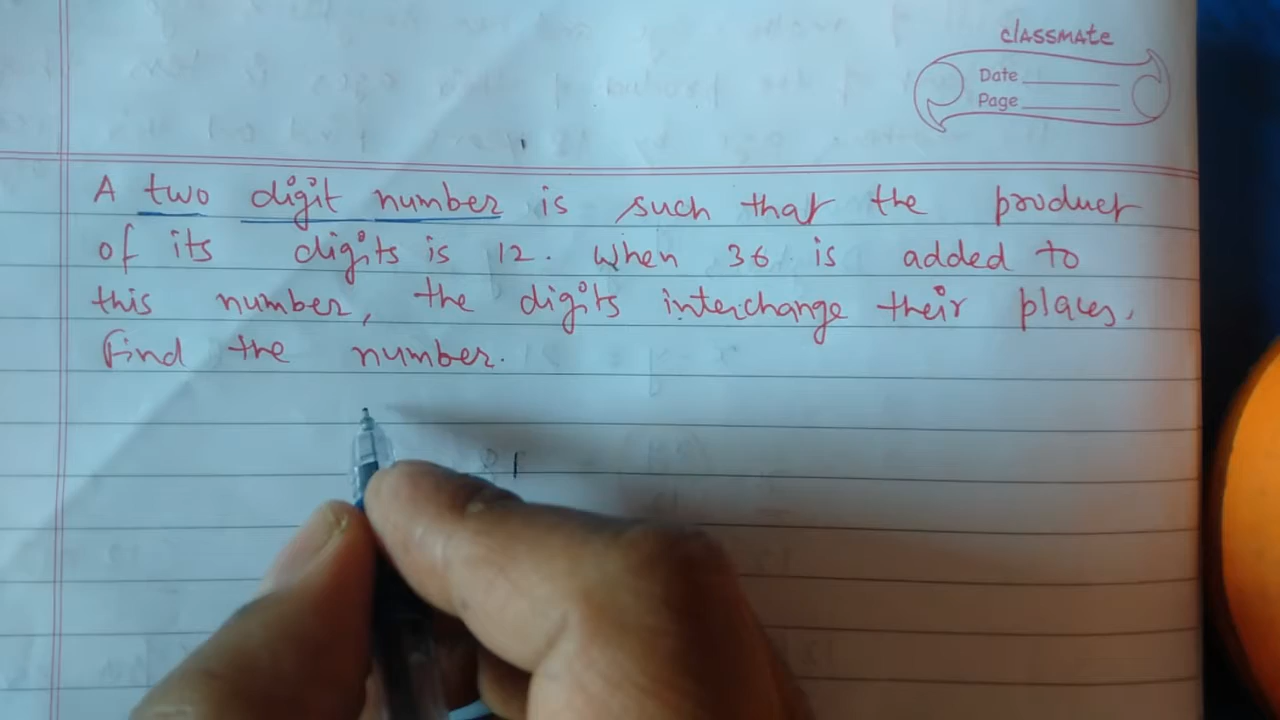 classmate
Date
Page
A two digit number is such that the product
of its digits is 12. When 36 is added to
this number, the digits interchange their places.
Find the number.